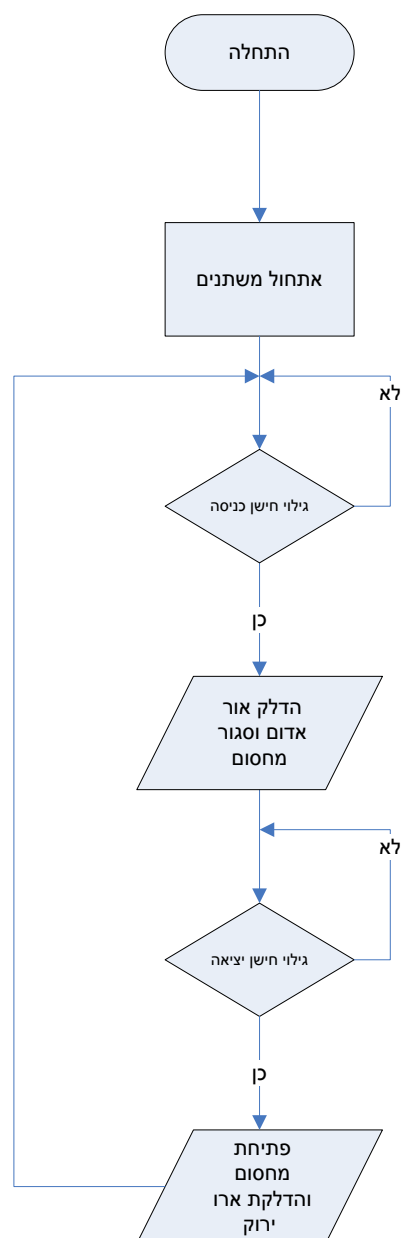 התחלה
אתחול משתנים
לא
גילוי חישן כניסה
כן
הדלק אור
אדום וסגור
מחסום
לא
גילוי חישן יציאה
כן
פתיחת
מחסום
והדלקת ארו
ירוק